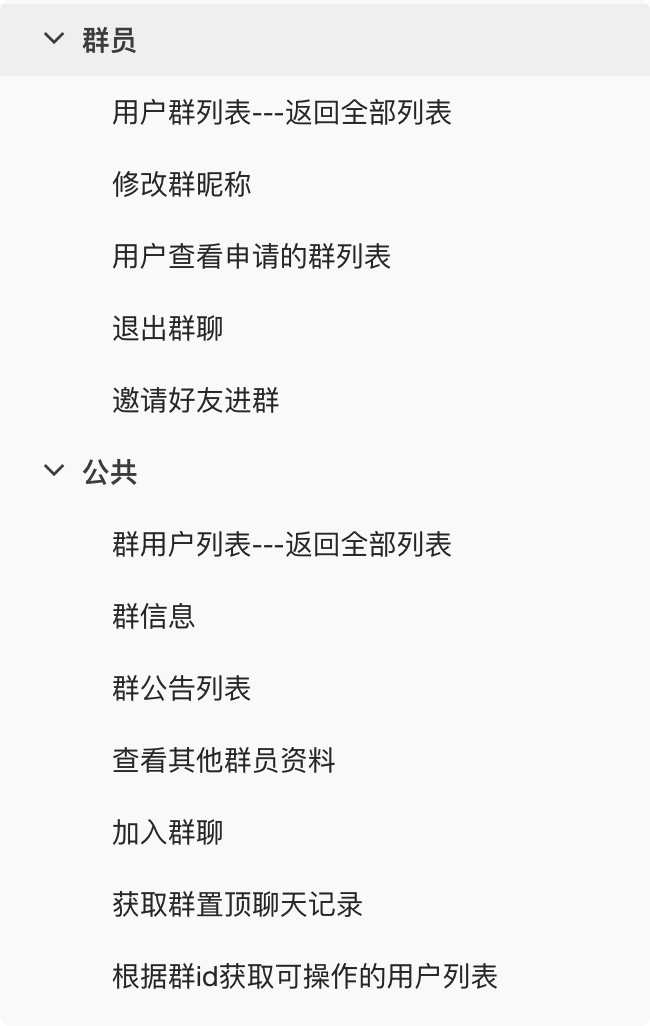 群员
用户群列表---返回全部列表
修改群昵称
用户查看申请的群列表
退出群聊
邀请好友进群
公共
群用户列表---返回全部列表
群信息
群公告列表
查看其他群员资料
加入群聊
获取群置顶聊天记录
根据群id获取可操作的用户列表